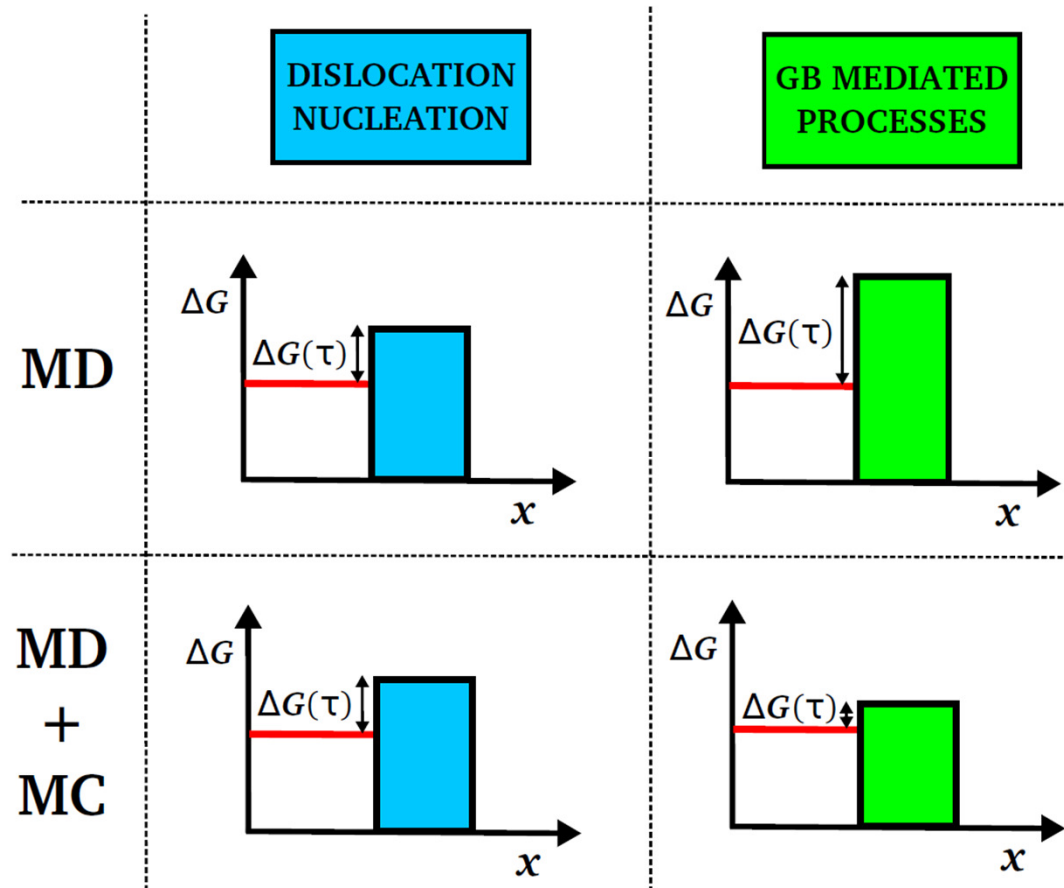 DISLOCATION
NUCLEATION
GB MEDIATED
PROCESSES
MD
ΔG
ΔG(τ)
x
ΔG
ΔG(τ)
x
MD
+
MC
ΔG
ΔG(τ)
x
ΔG
ΔG(τ)
x